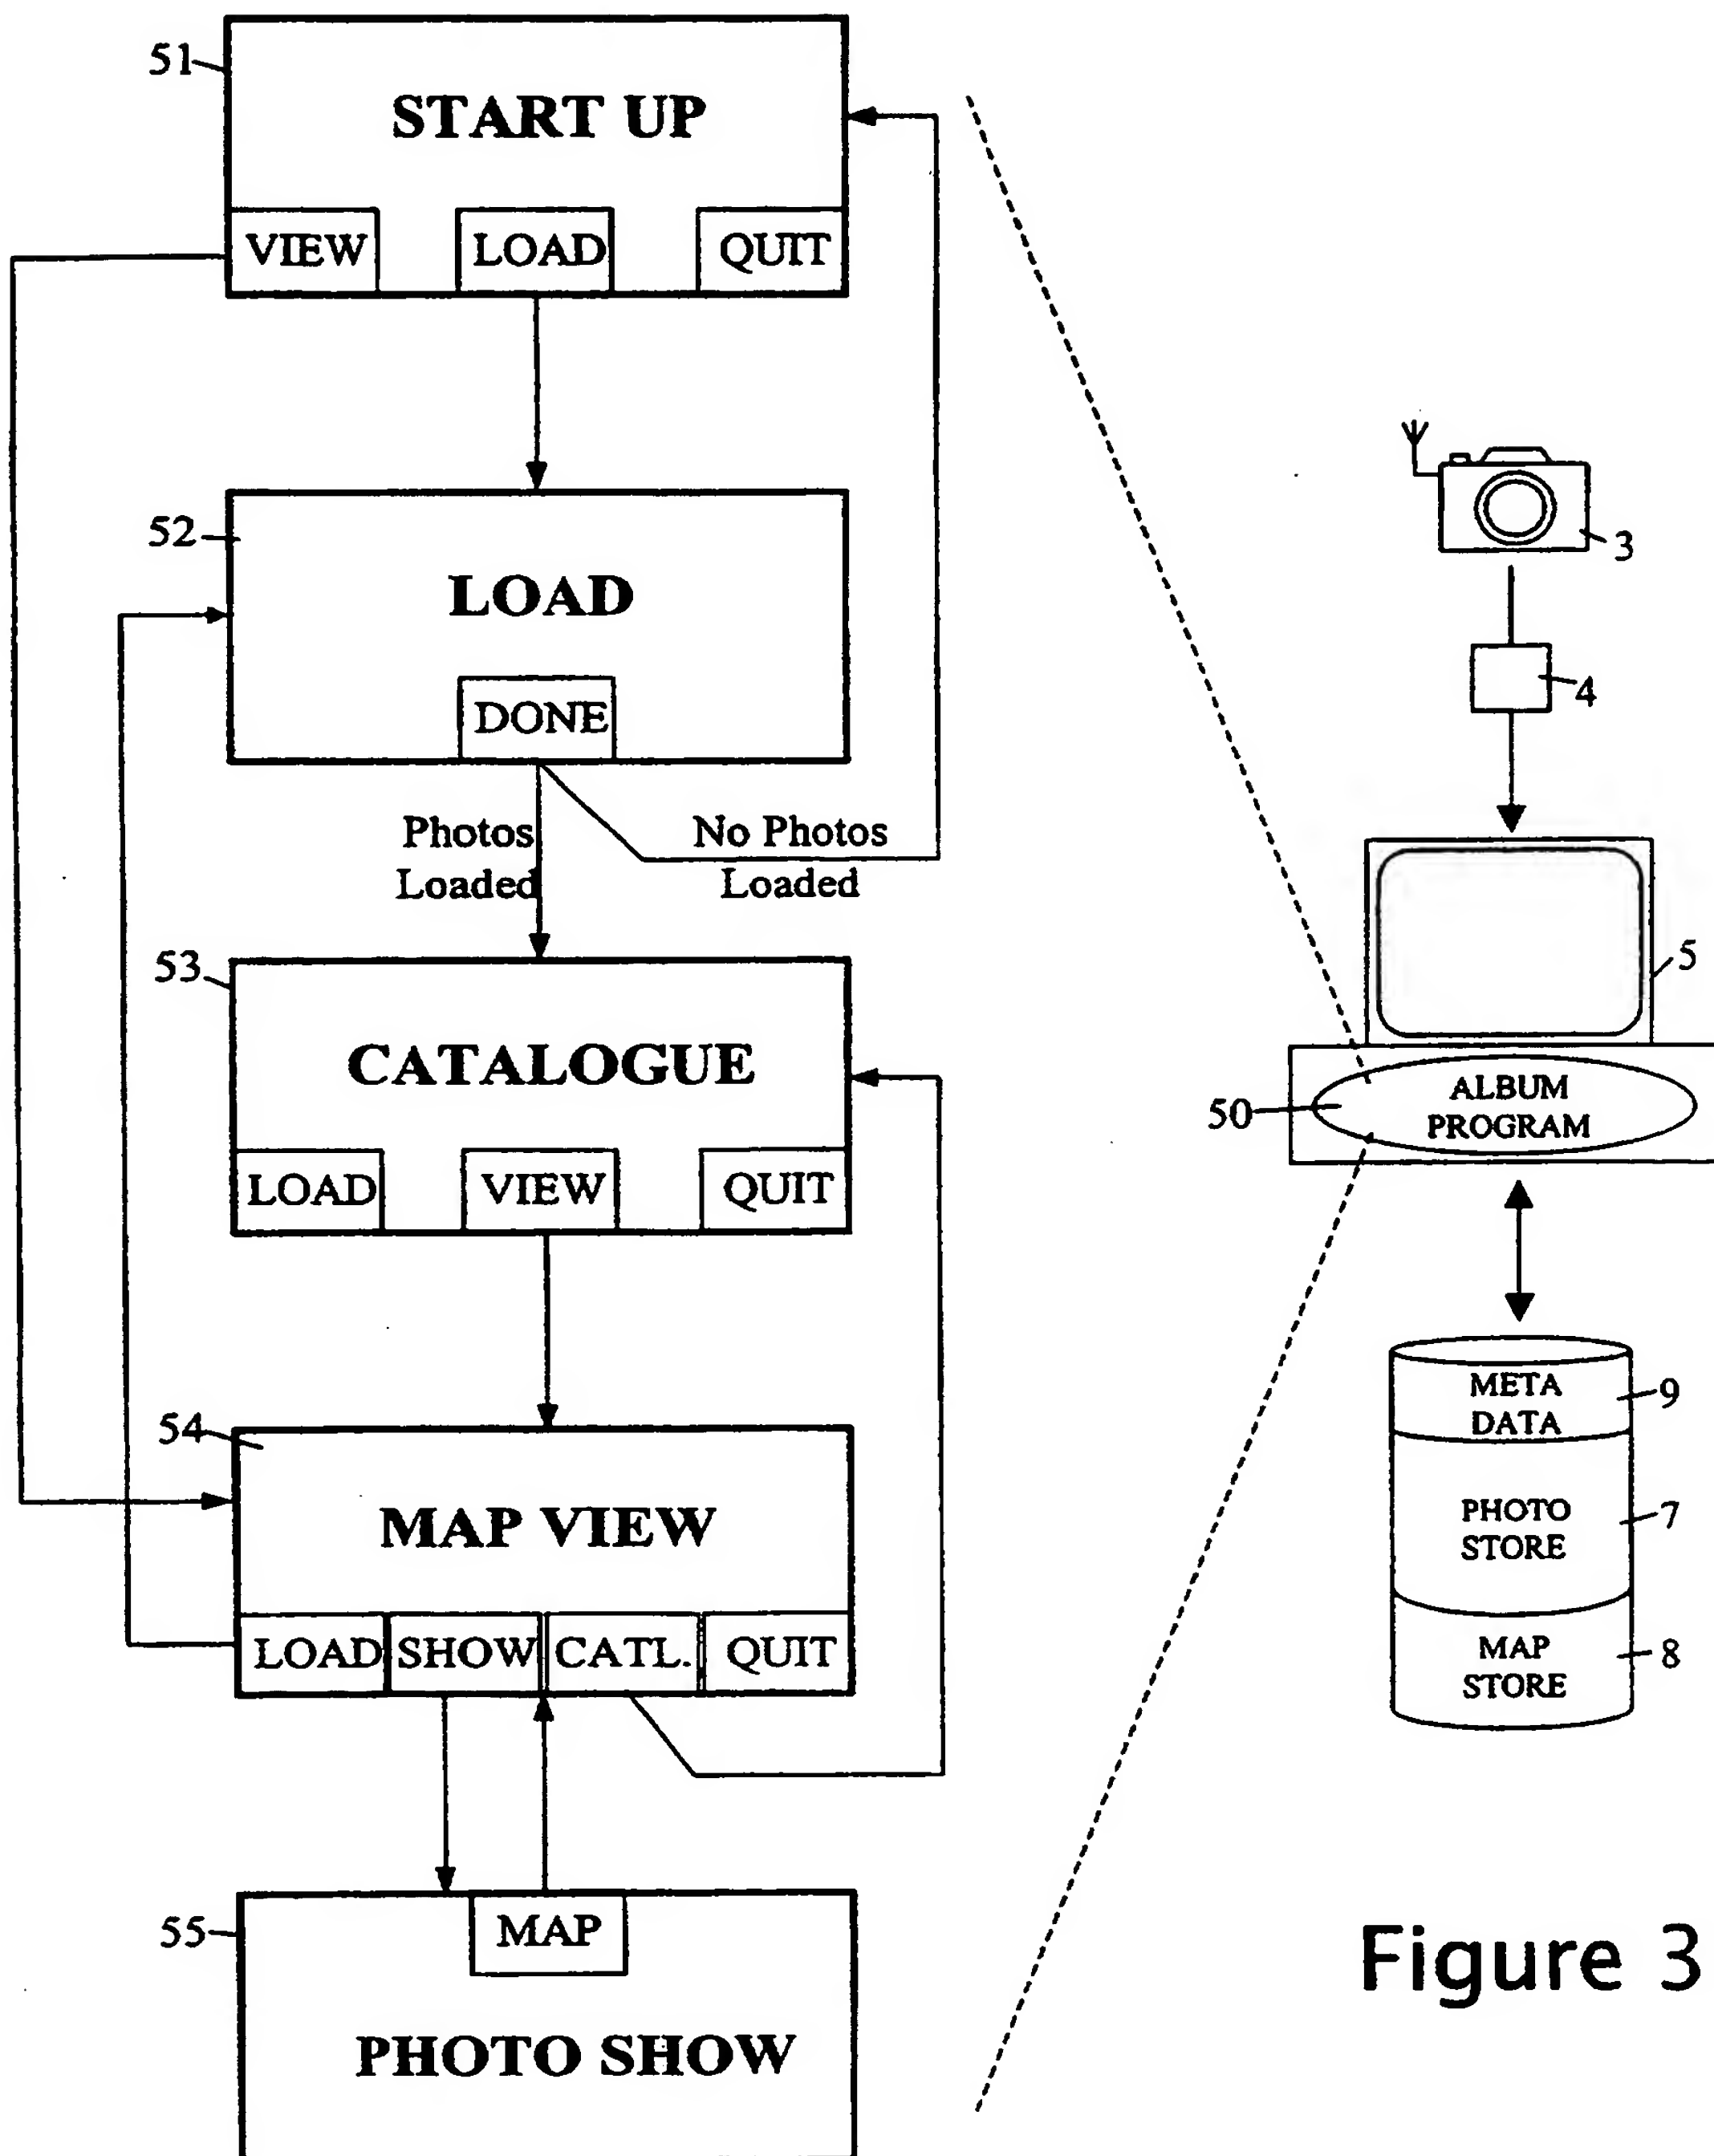 51
START UP
VIEW LOAD QUIT
52
LOAD
DONE
Photos
Loaded
No Photos
Loaded
53
CATALOGUE
LOAD VIEW QUIT
54
MAP VIEW
LOAD SHOW CATL. QUIT
55
MAP
PHOTO SHOW
3
4
5
50
ALBUM
PROGRAM
META
DATA
9
PHOTO
STORE
7
MAP
STORE
8
Figure 3